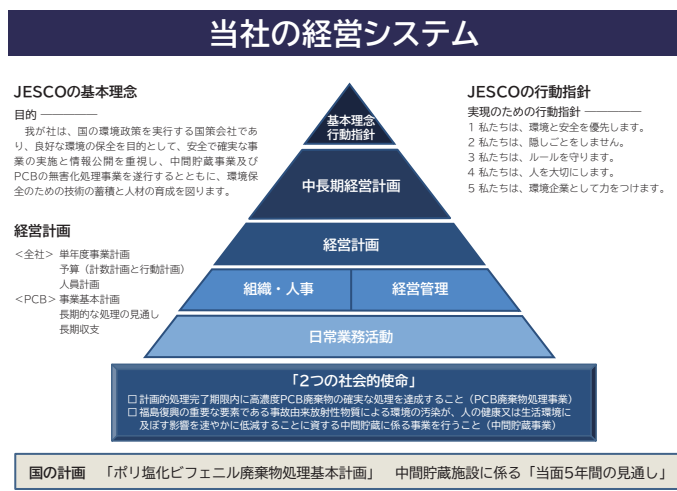 当社の経営システム
JESCOの基本理念
目的
我が社は、国の環境政策を実行する国策会社であ
り、良好な環境の保全を目的として、安全で確実な事
業の実施と情報公開を重視し、中間貯蔵事業及び
PCBの無害化処理事業を遂行するとともに、環境保
全のための技術の蓄積と人材の育成を図ります。
経営計画
<全社> 単年度事業計画
予算（計数計画と行動計画）
人員計画
<PCB> 事業基本計画
長期的な処理の見通し
長期収支
基本理念
行動指針
中長期経営計画
経営計画
組織・人事 経営管理
日常業務活動
JESCOの行動指針
実現のための行動指針
1 私たちは、環境と安全を優先します。
2 私たちは、隠しごとをしません。
3 私たちは、ルールを守ります。
4 私たちは、人を大切にします。
5 私たちは、環境企業として力をつけます。
「2つの社会的使命」
□ 計画的処理完了期限内に高濃度PCB廃棄物の確実な処理を達成すること（PCB廃棄物処理事業）
□ 福島復興の重要な要素である事故由来放射性物質による環境の汚染が、人の健康又は生活環境に
及ぼす影響を速やかに低減することに資する中間貯蔵に係る事業を行うこと（中間貯蔵事業）
国の計画 「ポリ塩化ビフェニル廃棄物処理基本計画」 中間貯蔵施設に係る「当面5年間の見通し」